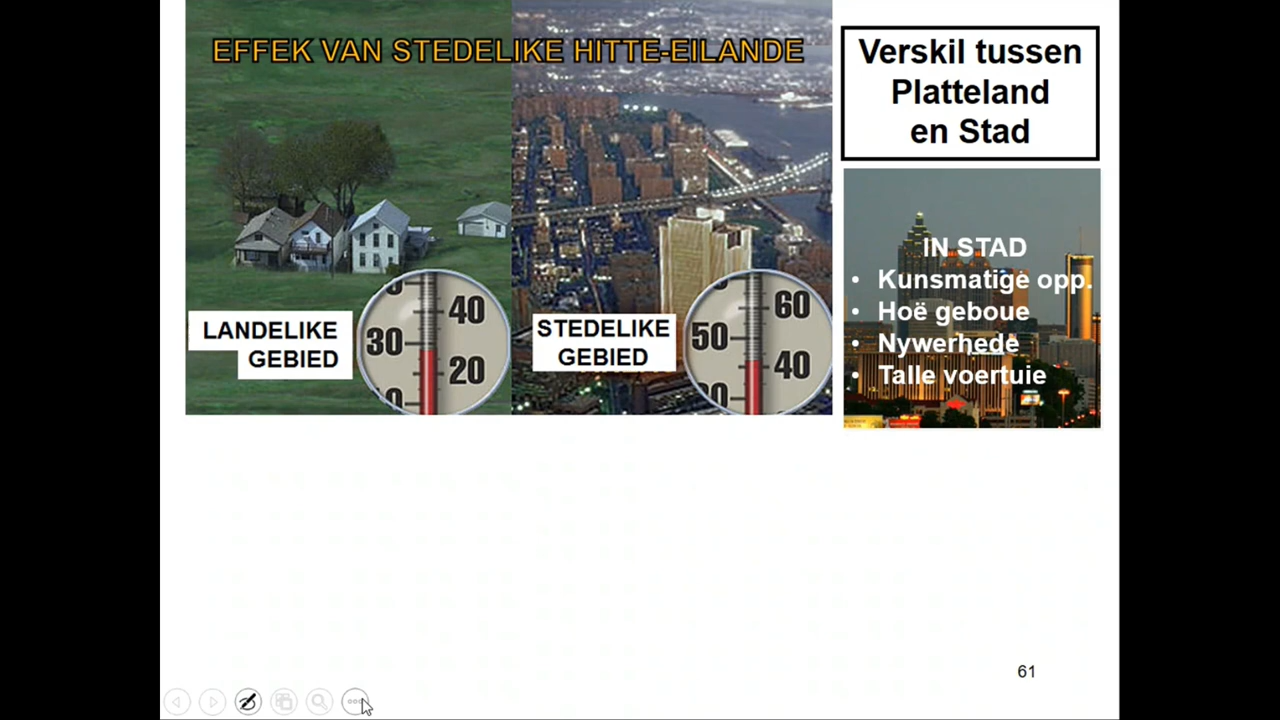 EFFEK VAN STEDELIKE HITTE-EILANDE
LANDELIKE
GEBIED
40
30
20
STEDELIKE
GEBIED
60
50
40
Verskil tussen
Platteland
en Stad
IN STAD
• Kunsmatige opp.
• Hoë geboue
• Nywerhede
• Talle voertuie
61